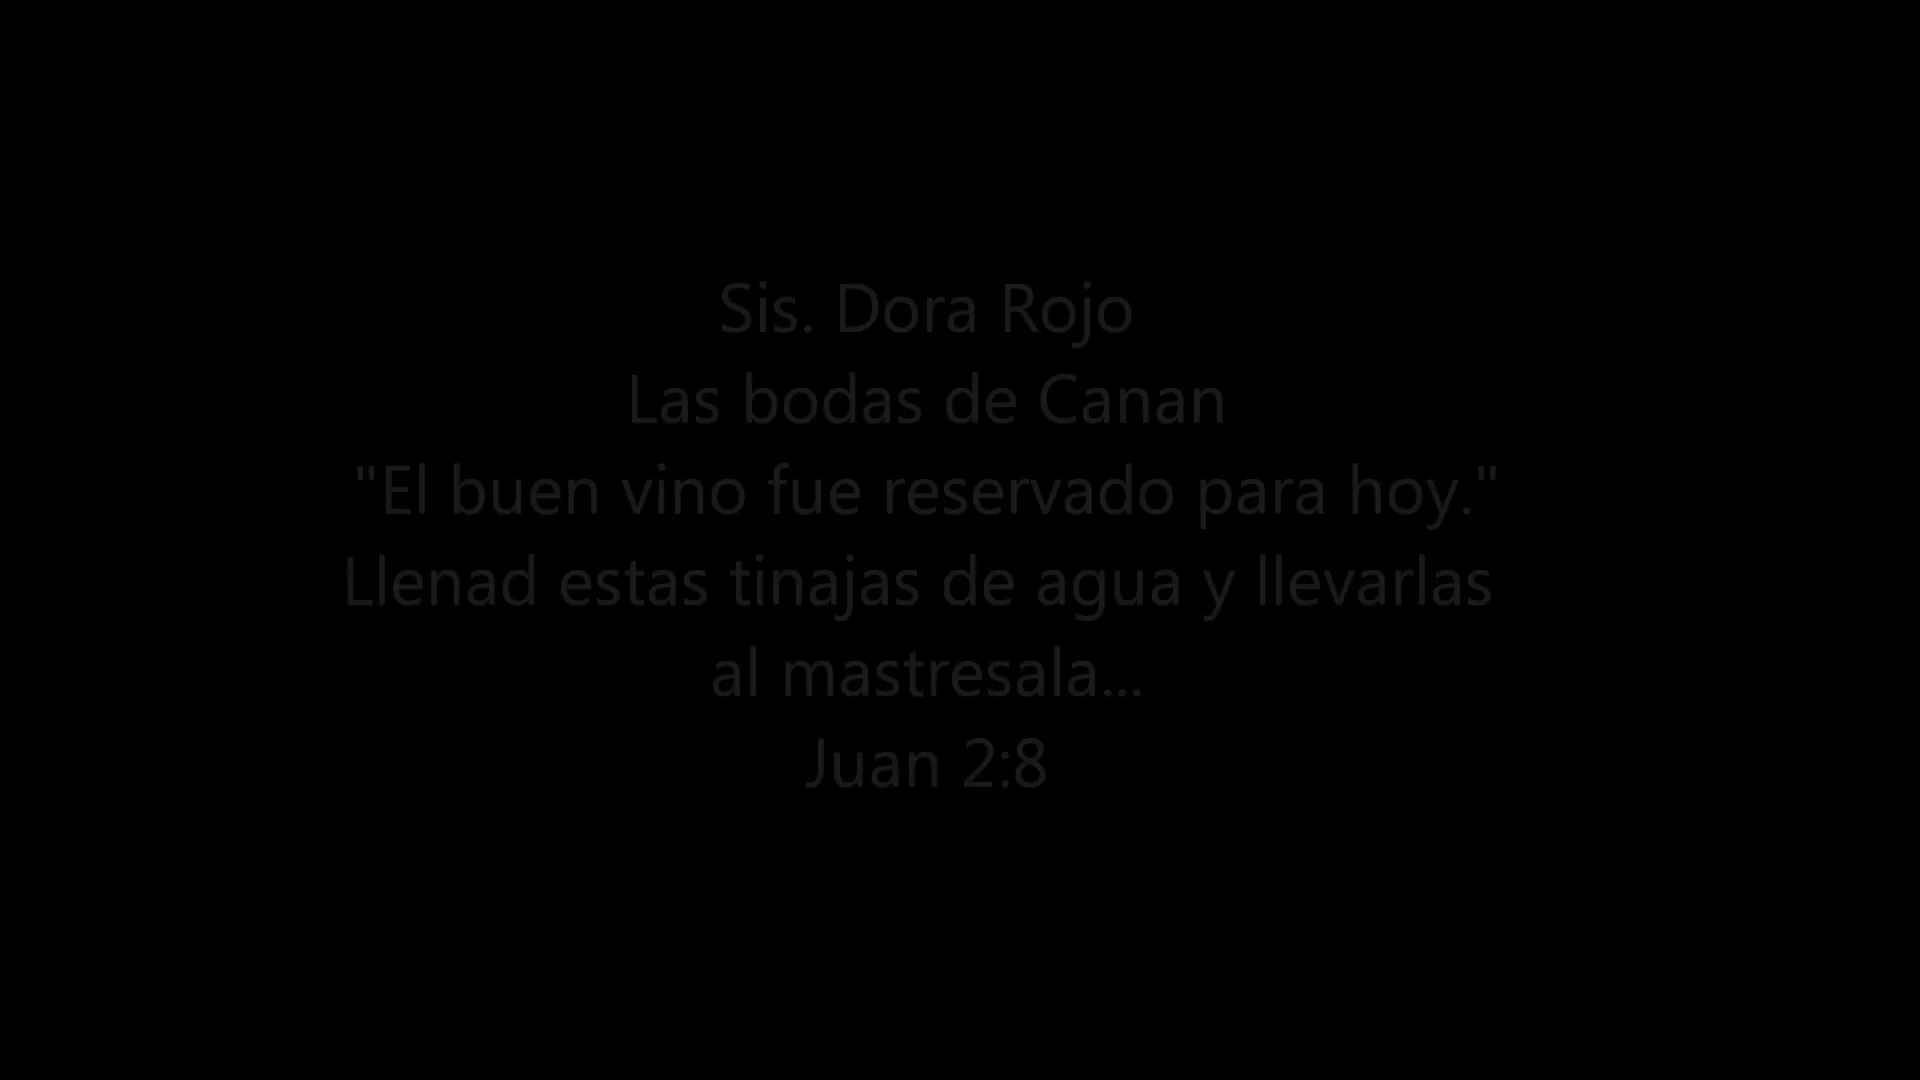 Sis. Dora Rojo
Las bodas de Canan
"El buen vino fue reservado para hoy."
Llenad estas tinajas de agua y llevarlas
al mastresala...
Juan 2:8